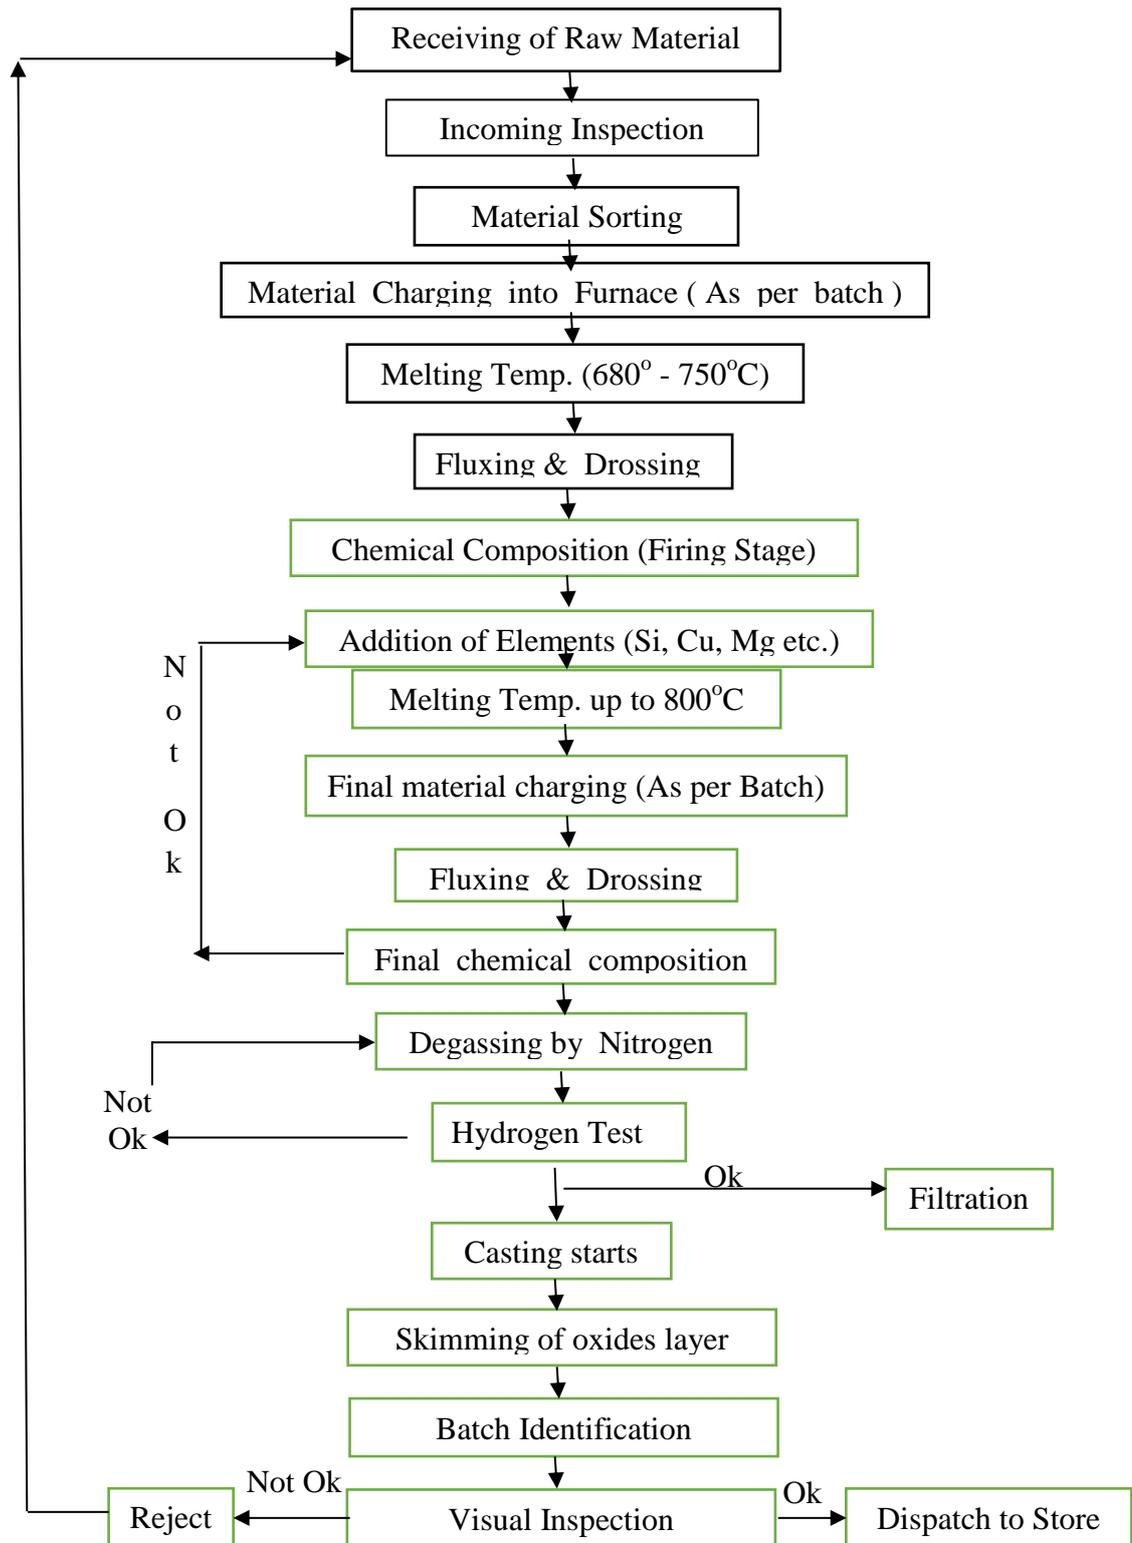 Receiving of Raw Material
Incoming Inspection
Material Sorting
Material Charging into Furnace ( As per batch )
Melting Temp. (680° - 750°C)
Fluxing & Drossing
Chemical Composition (Firing Stage)
Addition of Elements (Si, Cu, Mg etc.)
Melting Temp. up to 800°C
N
o
t
O
k
Final material charging (As per Batch)
Fluxing & Drossing
Final chemical composition
Degassing by Nitrogen
Not
Ok
Hydrogen Test
Ok
Filtration
Casting starts
Skimming of oxides layer
Batch Identification
Not Ok
Ok
Reject
Visual Inspection
Dispatch to Store